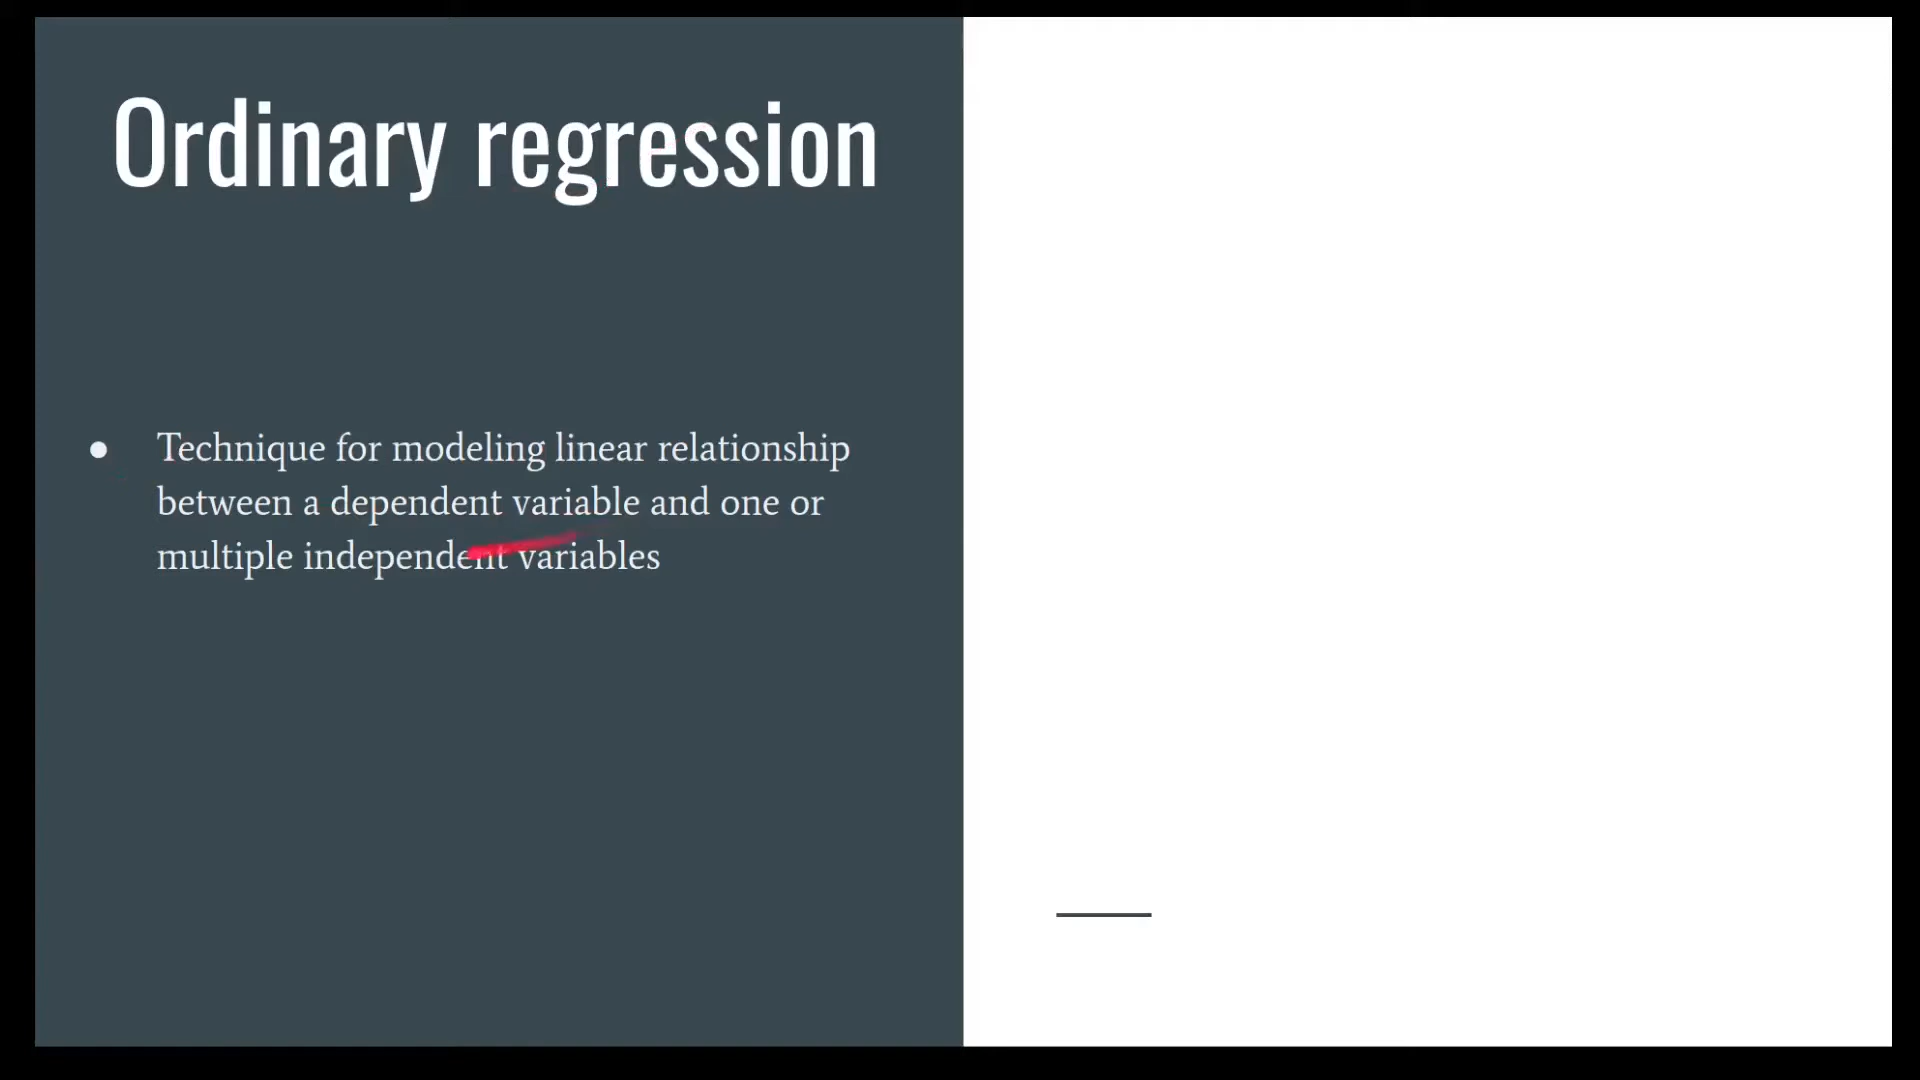 Ordinary regression
● Technique for modeling linear relationship
between a dependent variable and one or
multiple independent variables